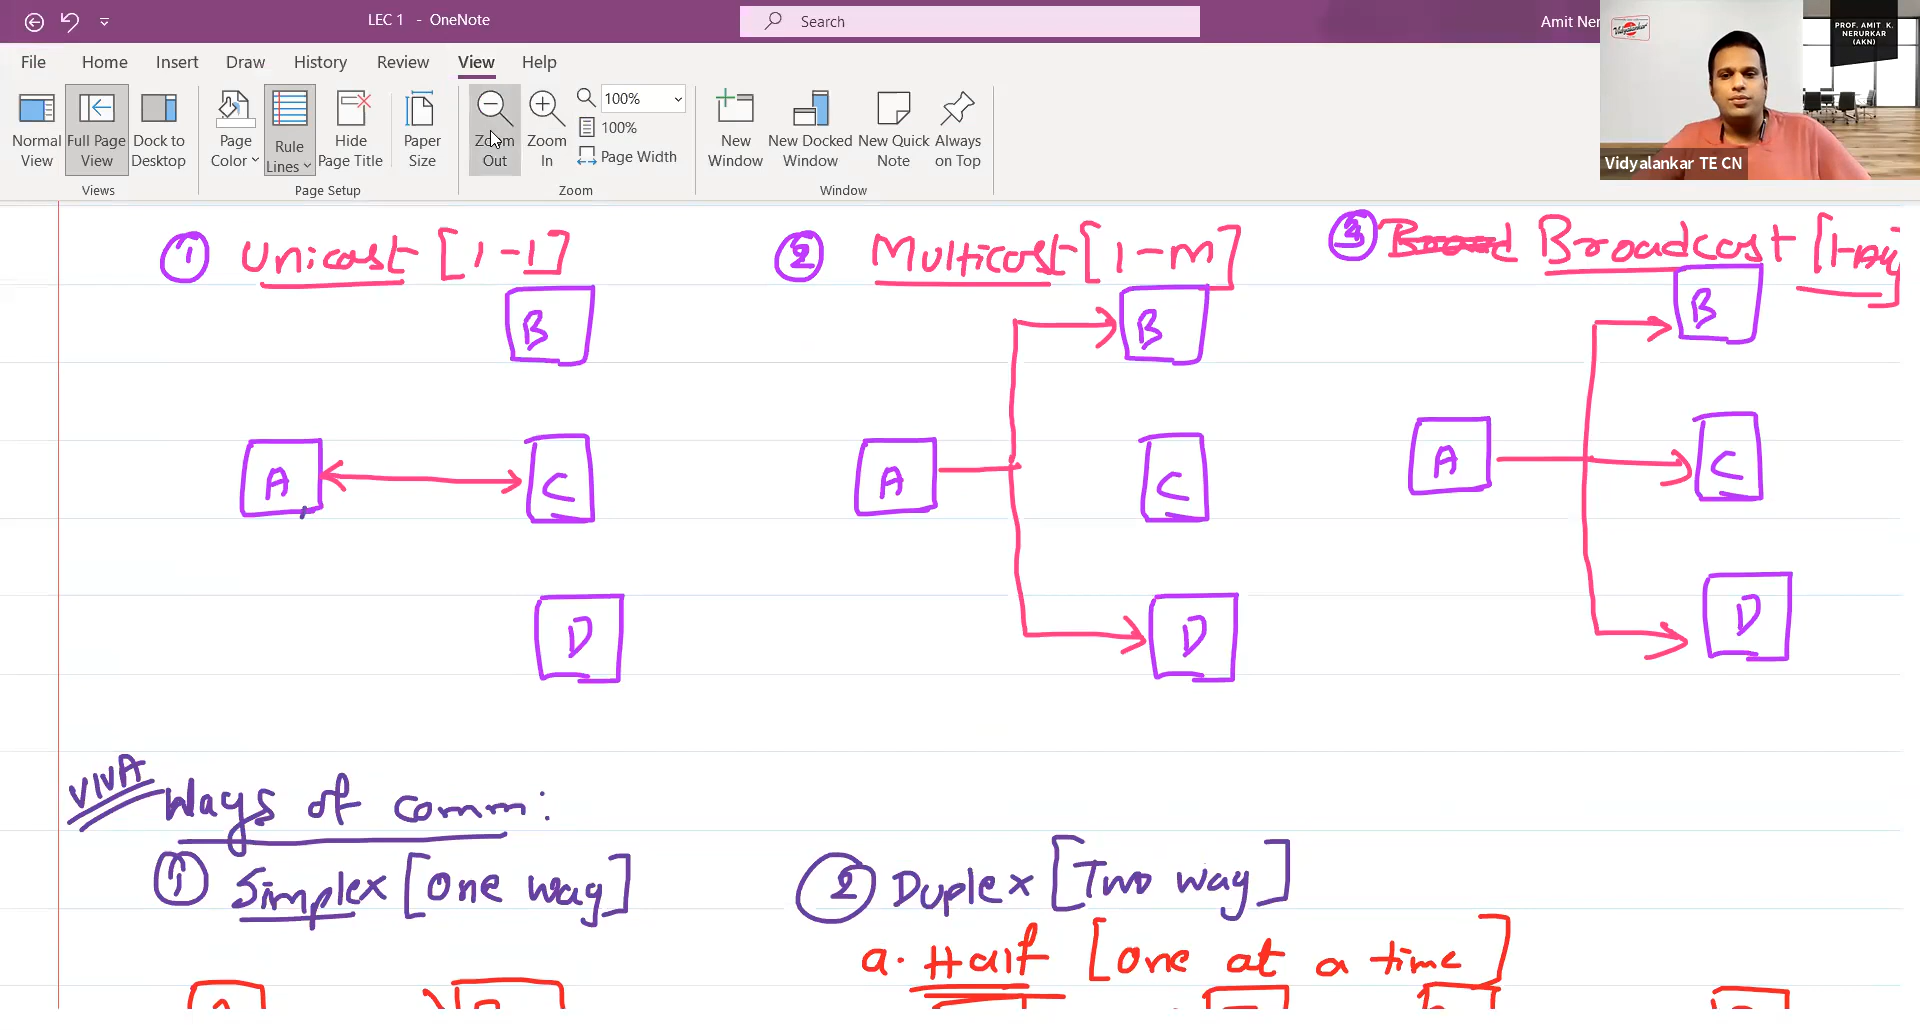 LEC 1 - OneNote
Search
Amit Ner
Vidyalankar
PROF. AMIT K.
NERURKAR
(AKN)
File Home Insert Draw History Review View Help
Normal View
Full Page View
Dock to Desktop
Views
Page Color
Rule Lines
Hide Page Title
Paper Size
Page Setup
Zoom Out
Zoom In
100%
100%
Page Width
Zoom
New Window
New Docked Window
New Quick Note
Always on Top
Window
Vidyalankar TE CN
① Unicast [1-1]
B
A
C
D
② Multicast [1-m]
B
A
C
D
③ Broadcast
B
A
C
D
VIVA
Ways of comm:
① Simplex [One way]
② Duplex [Two way]
a. Half [One at a time]